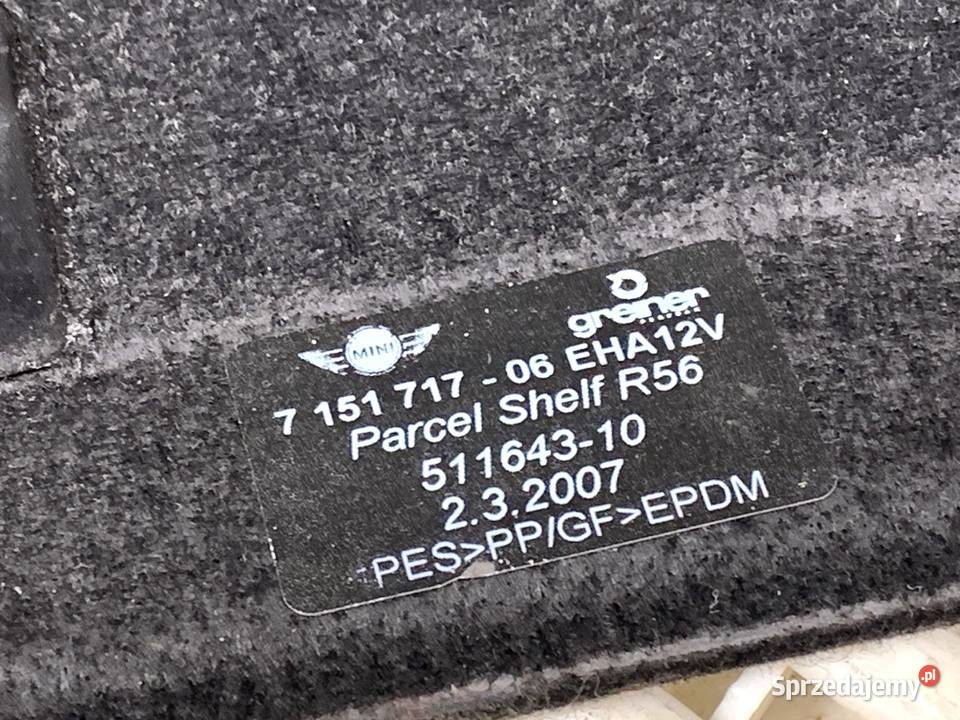 MINI
greiner
7 151 717 - 06 EHA12V
Parcel Shelf R56
511643-10
2.3.2007
PES>PP/GF>EPDM
Sprzedajemy.pl